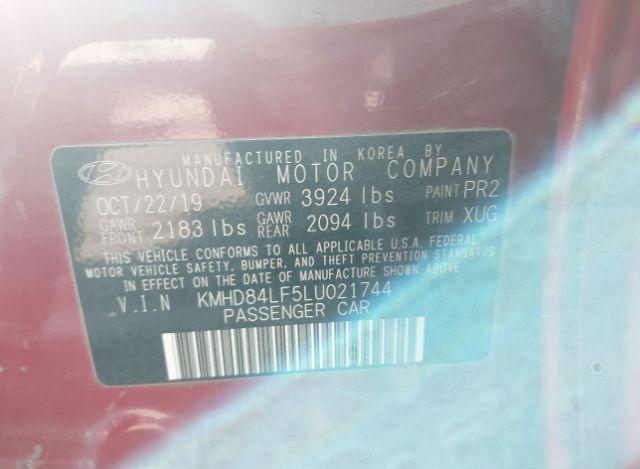 MANUFACTURED IN KOREA BY
HYUNDAI MOTOR COMPANY
OCT/22/19 GVWR 3924 lbs PAINT PR2
GAWR FRONT 2183 lbs GAWR REAR 2094 lbs TRIM XUG
THIS VEHICLE CONFORMS TO ALL APPLICABLE U.S.A. FEDERAL
MOTOR VEHICLE SAFETY, BUMPER, AND THEFT PREVENTION STANDARDS
IN EFFECT ON THE DATE OF MANUFACTURE SHOWN ABOVE.
V.I.N KMHD84LF5LU021744
PASSENGER CAR